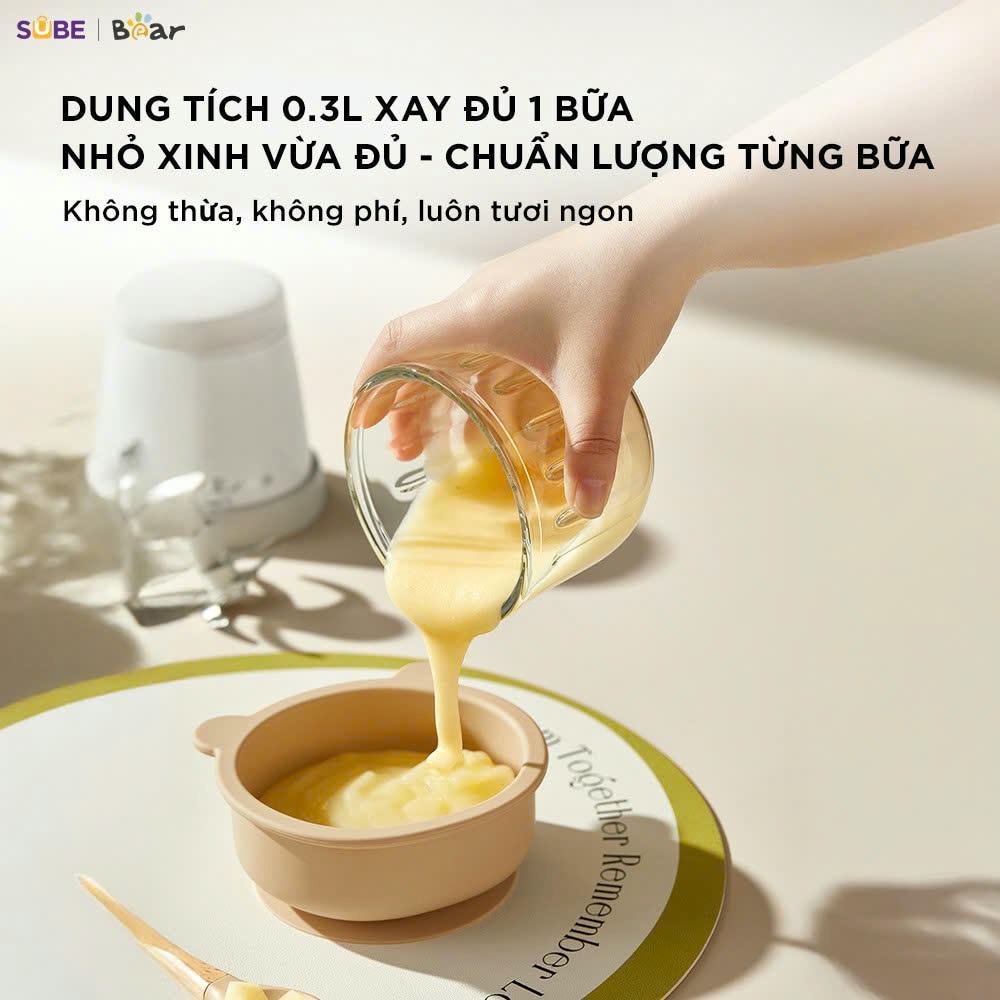 SUBE | Bear
DUNG TÍCH 0.3L XAY ĐỦ 1 BỮA
NHỎ XINH VỪA ĐỦ - CHUẨN LƯỢNG TỪNG BỮA
Không thừa, không phí, luôn tươi ngon
Together Remember